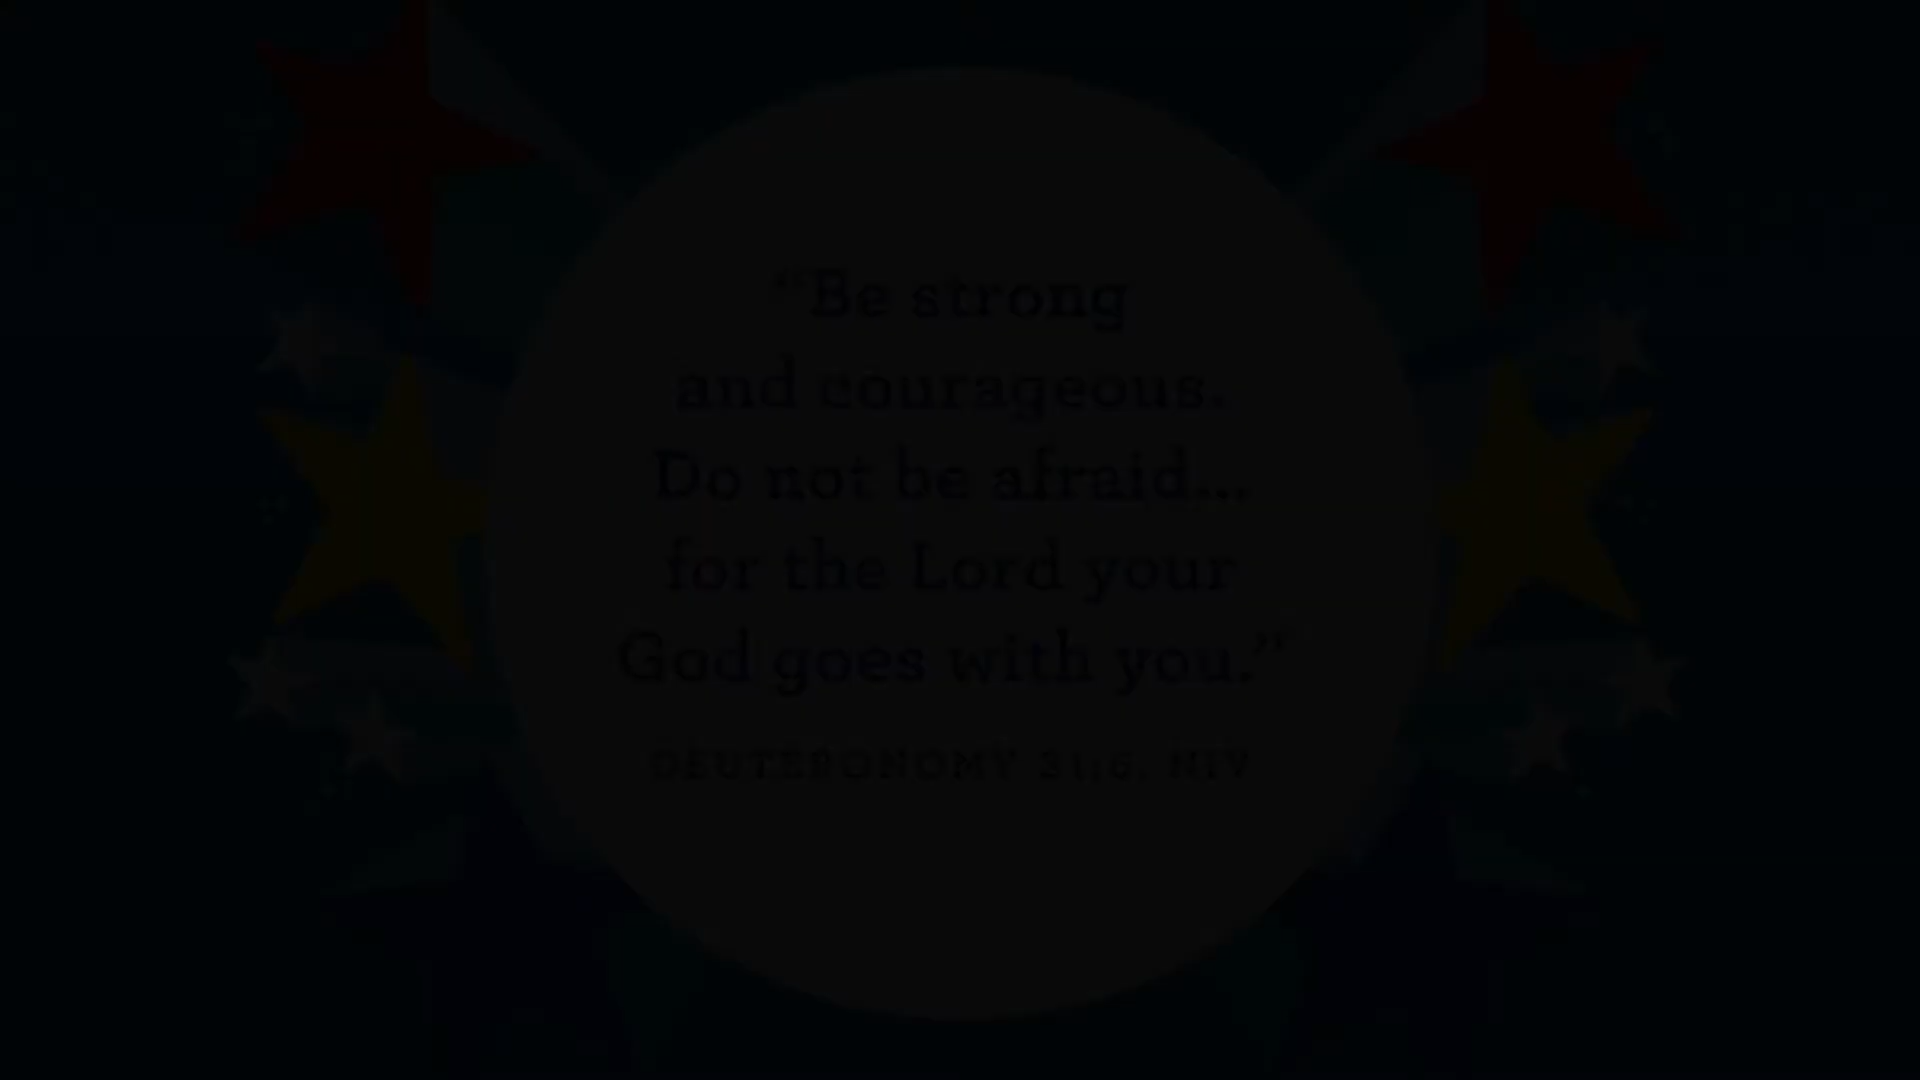 “Be strong
and courageous.
Do not be afraid...
for the Lord your
God goes with you.”
DEUTERONOMY 31:6, NIV